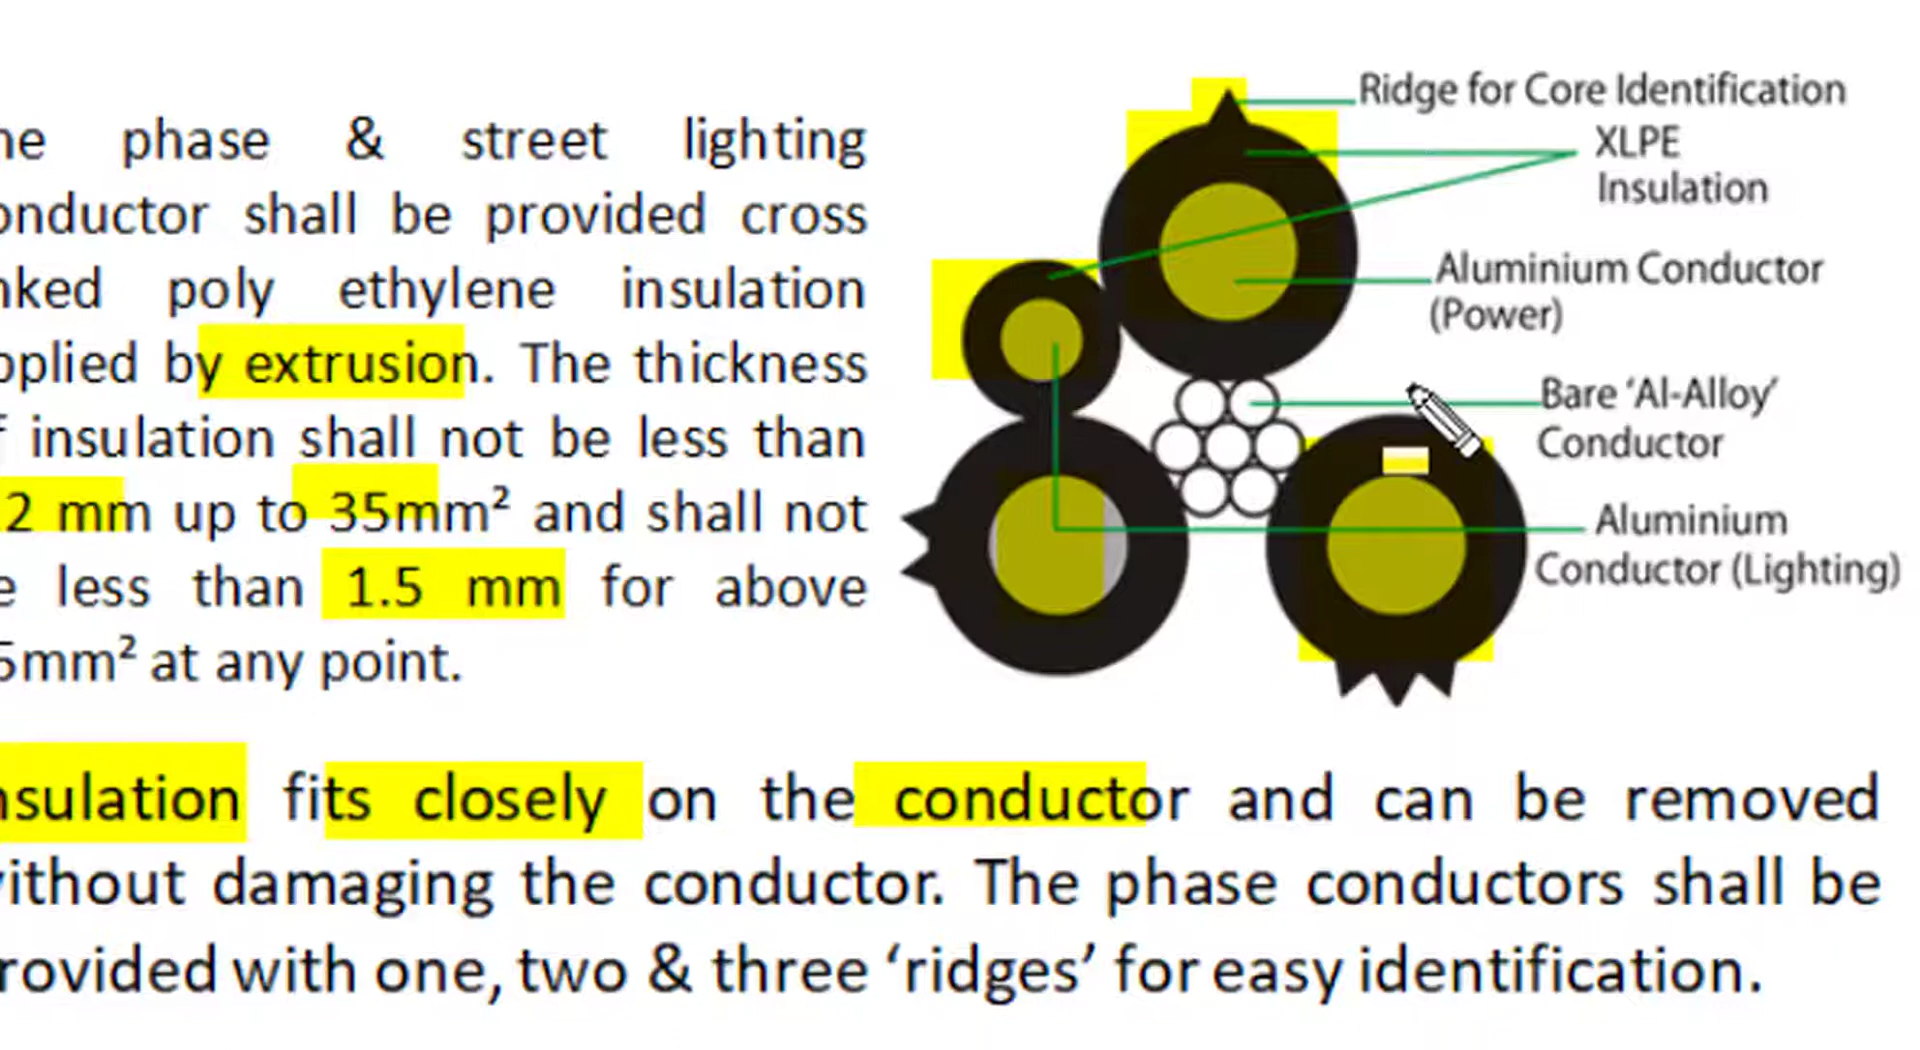 ne phase & street lighting
onductor shall be provided cross
nked poly ethylene insulation
pplied by extrusion. The thickness
f insulation shall not be less than
2 mm up to 35mm² and shall not
e less than 1.5 mm for above
5mm² at any point.
Ridge for Core Identification
XLPE
Insulation
Aluminium Conductor
(Power)
Bare ‘Al-Alloy’
Conductor
Aluminium
Conductor (Lighting)
nsulation fits closely on the conductor and can be removed
ithout damaging the conductor. The phase conductors shall be
rovided with one, two & three ‘ridges’ for easy identification.